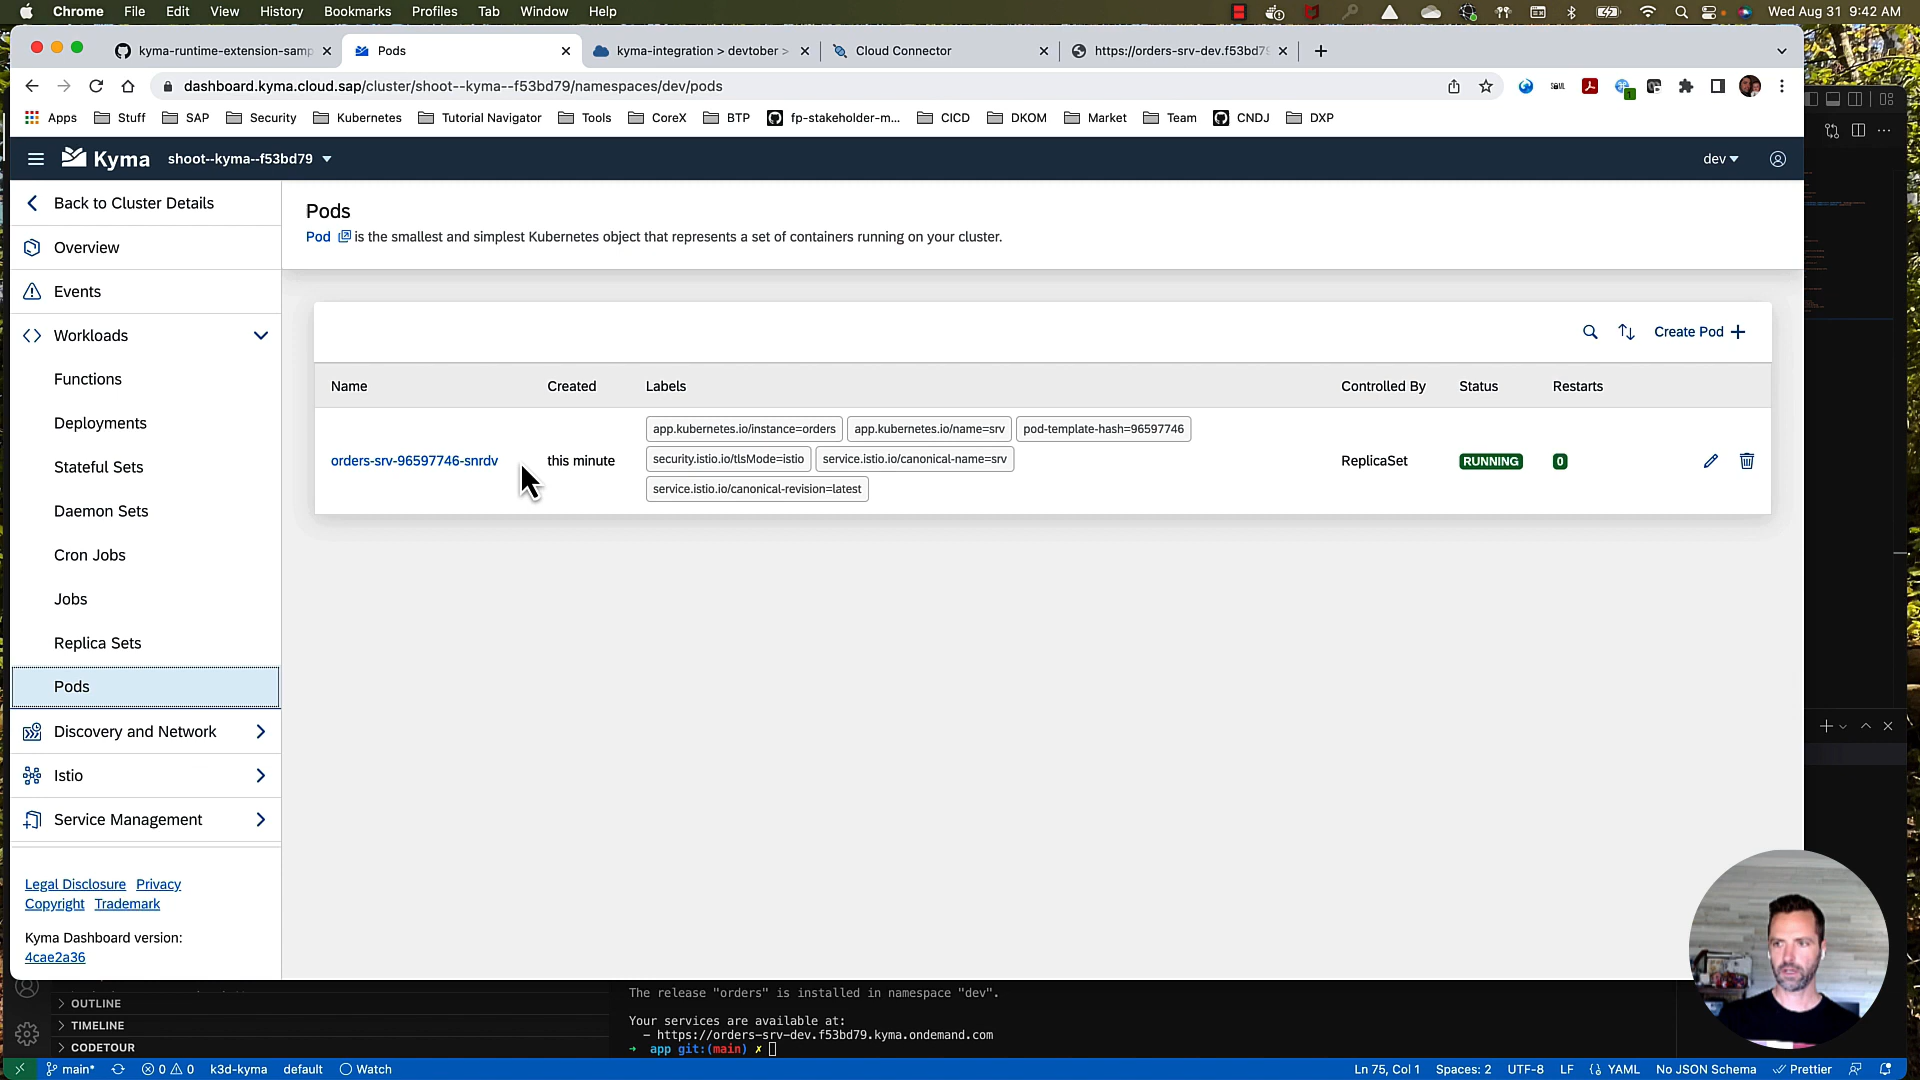 Chrome File Edit View History Bookmarks Profiles Tab Window Help Wed Aug 31 9:42 AM
kyma-runtime-extension-samp Pods kyma-integration > devtober > Cloud Connector https://orders-srv-dev.f53bd79
dashboard.kyma.cloud.sap/cluster/shoot--kyma--f53bd79/namespaces/dev/pods
Apps Stuff SAP Security Kubernetes Tutorial Navigator Tools CoreX BTP fp-stakeholder-m... CICD DKOM Market Team CNDJ DXP
Kyma shoot--kyma--f53bd79 dev
Back to Cluster Details
Overview
Events
Workloads
Functions
Deployments
Stateful Sets
Daemon Sets
Cron Jobs
Jobs
Replica Sets
Pods
Discovery and Network
Istio
Service Management
Legal Disclosure Privacy
Copyright Trademark
Kyma Dashboard version:
4cae2a36
Pods
Pod is the smallest and simplest Kubernetes object that represents a set of containers running on your cluster.
Create Pod
Name Created Labels Controlled By Status Restarts
app.kubernetes.io/instance=orders app.kubernetes.io/name=srv pod-template-hash=96597746
orders-srv-96597746-snrdv this minute security.istio.io/tlsMode=istio service.istio.io/canonical-name=srv ReplicaSet RUNNING 0
service.istio.io/canonical-revision=latest
OUTLINE
TIMELINE
CODETOUR
The release "orders" is installed in namespace "dev".
Your services are available at:
- https://orders-srv-dev.f53bd79.kyma.ondemand.com
→ app git:(main) ✗
main* 0 0 k3d-kyma default Watch Ln 75, Col 1 Spaces: 2 UTF-8 LF {} YAML No JSON Schema Prettier